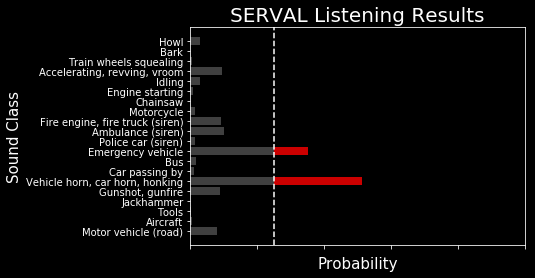 SERVAL Listening Results
Howl
Bark
Train wheels squealing
Accelerating, revving, vroom
Idling
Engine starting
Chainsaw
Motorcycle
Fire engine, fire truck (siren)
Ambulance (siren)
Police car (siren)
Emergency vehicle
Bus
Car passing by
Vehicle horn, car horn, honking
Gunshot, gunfire
Jackhammer
Tools
Aircraft
Motor vehicle (road)
Sound Class
Probability